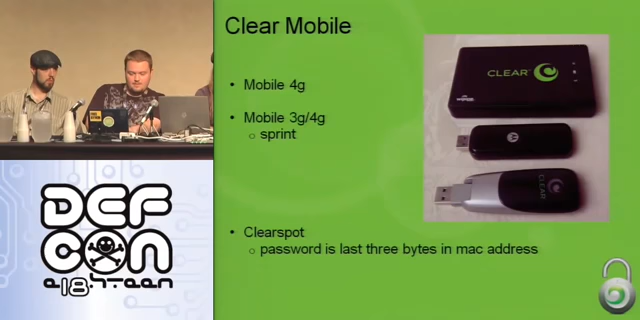 Clear Mobile
• Mobile 4g
• Mobile 3g/4g
○ sprint
• Clearspot
○ password is last three bytes in mac address
CLEAR
CLEAR
DEF
CON
e18hteen